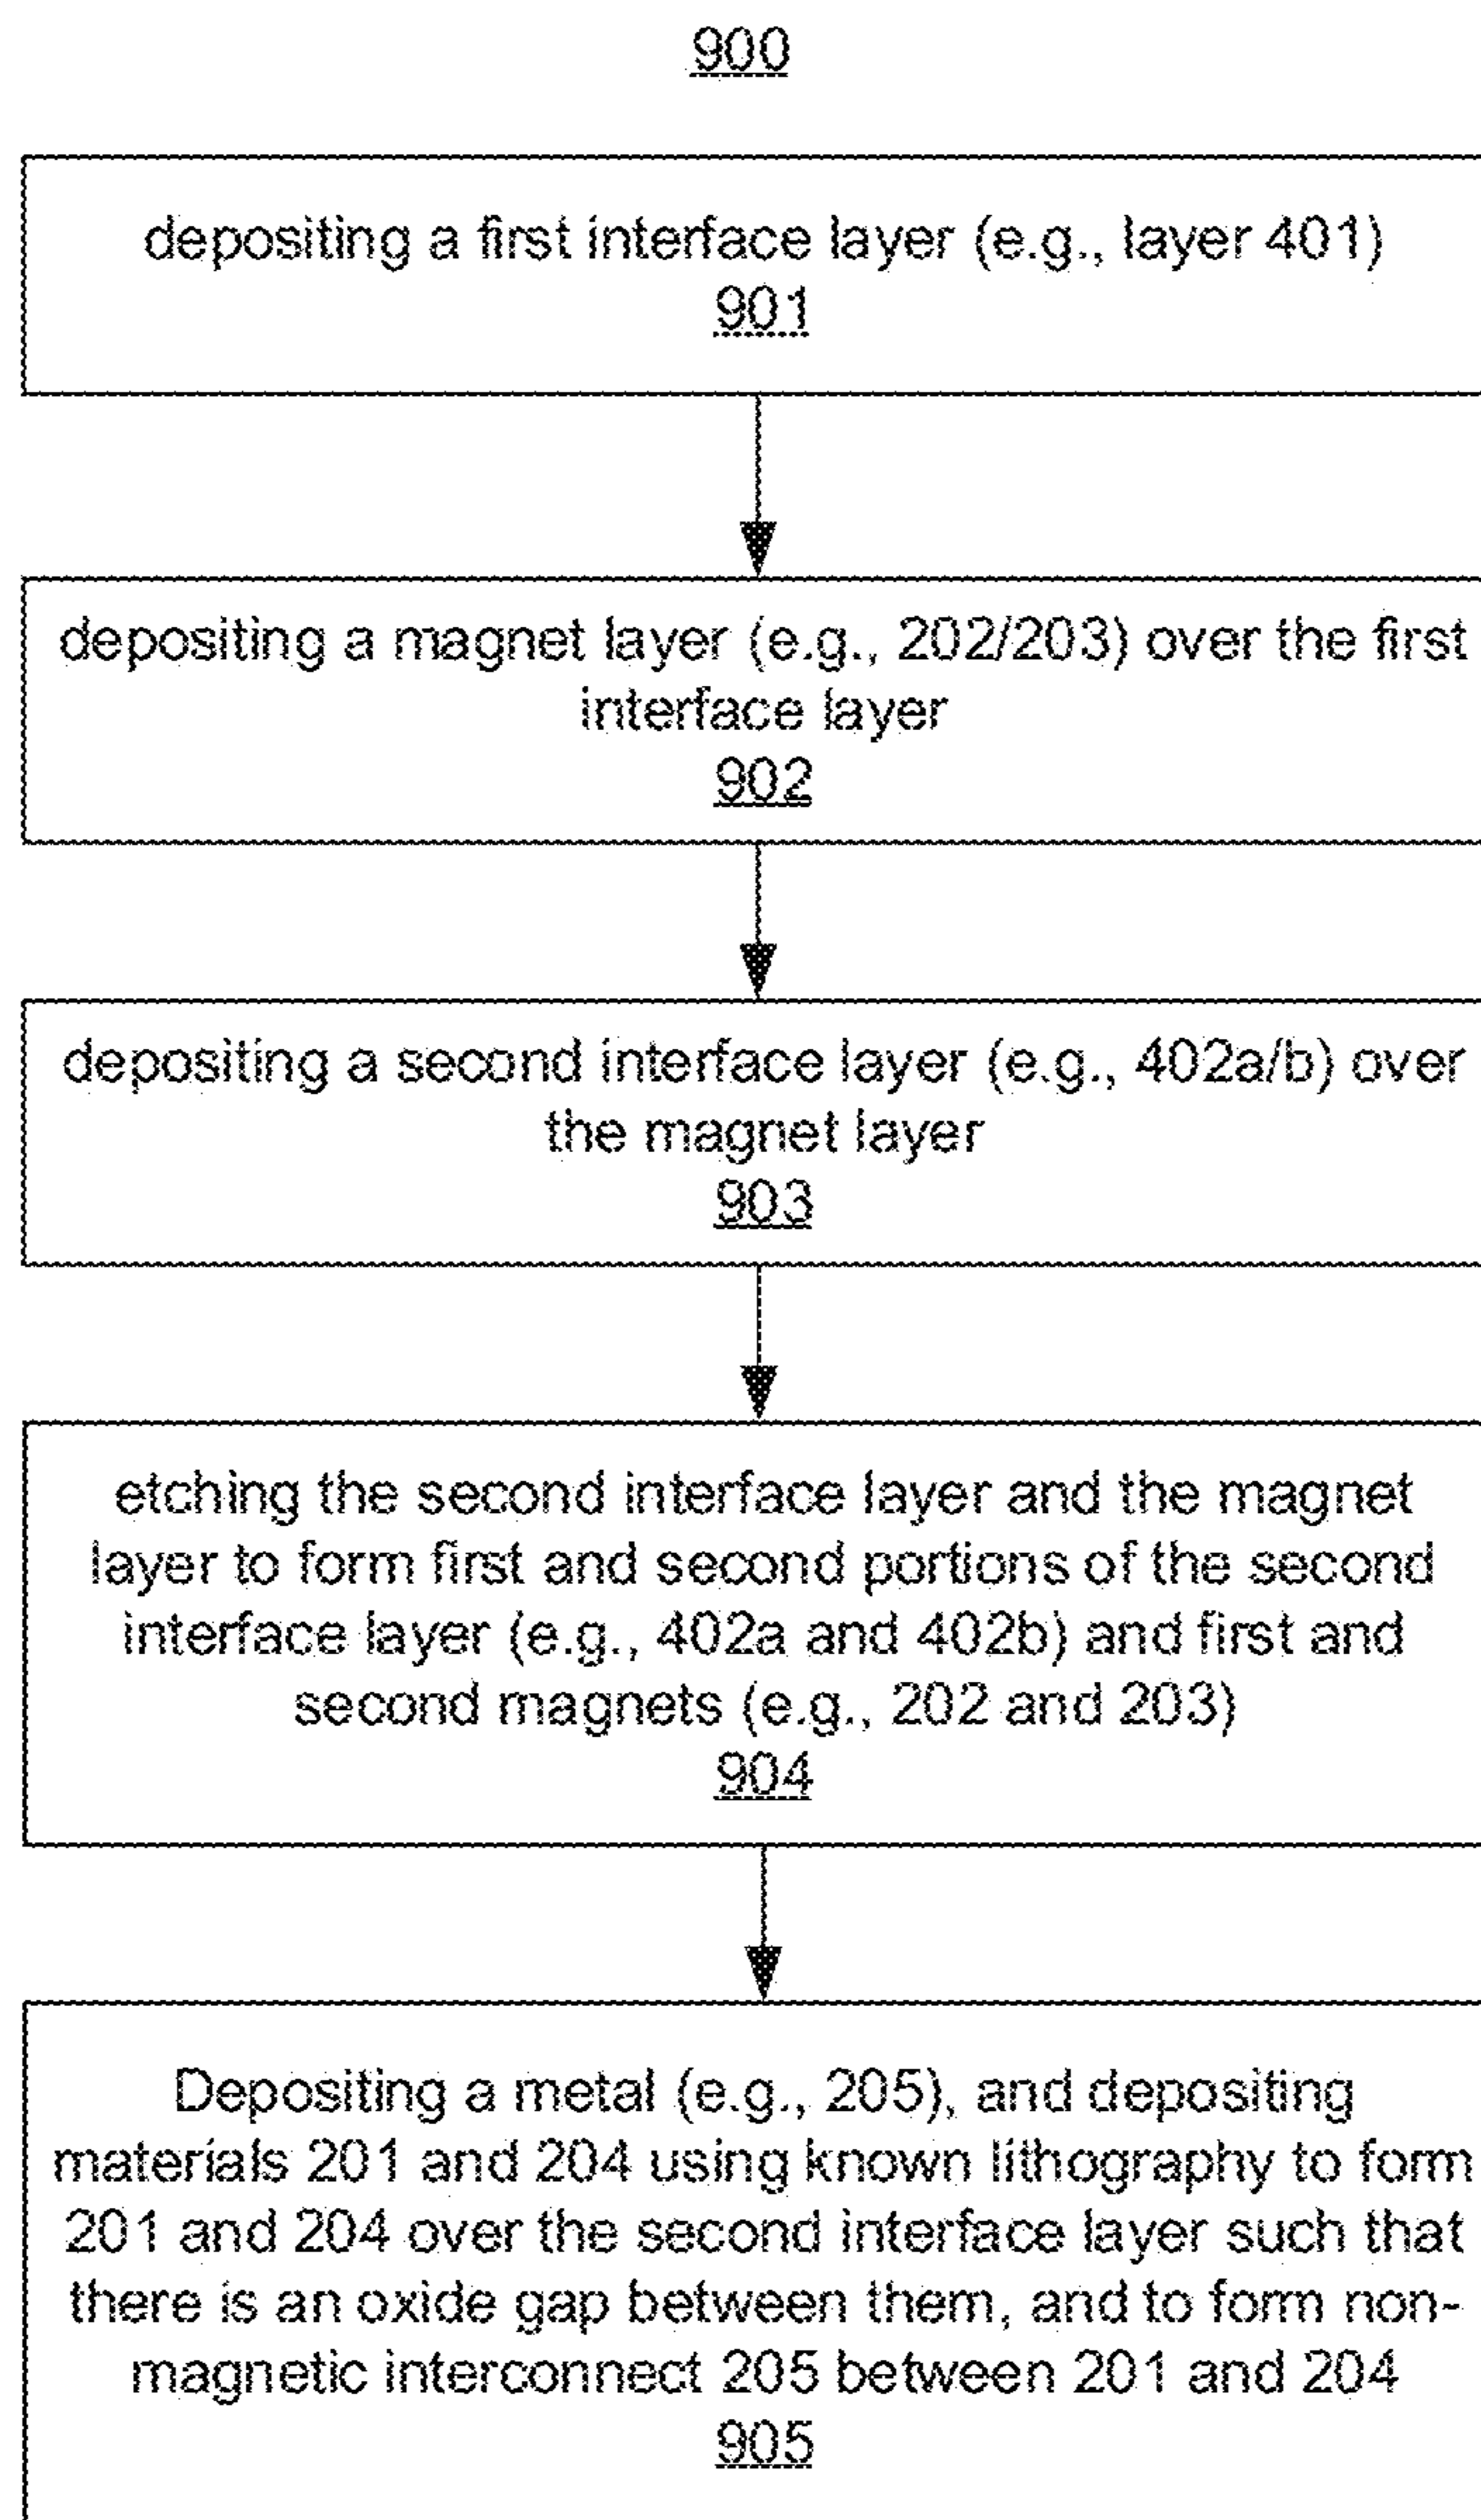 900
depositing a first interface layer (e.g., layer 401)
901
depositing a magnet layer (e.g., 202/203) over the first
interface layer
902
depositing a second interface layer (e.g., 402a/b) over
the magnet layer
903
etching the second interface layer and the magnet
layer to form first and second portions of the second
interface layer (e.g., 402a and 402b) and first and
second magnets (e.g., 202 and 203)
904
Depositing a metal (e.g., 205), and depositing
materials 201 and 204 using known lithography to form
201 and 204 over the second interface layer such that
there is an oxide gap between them, and to form non-
magnetic interconnect 205 between 201 and 204
905